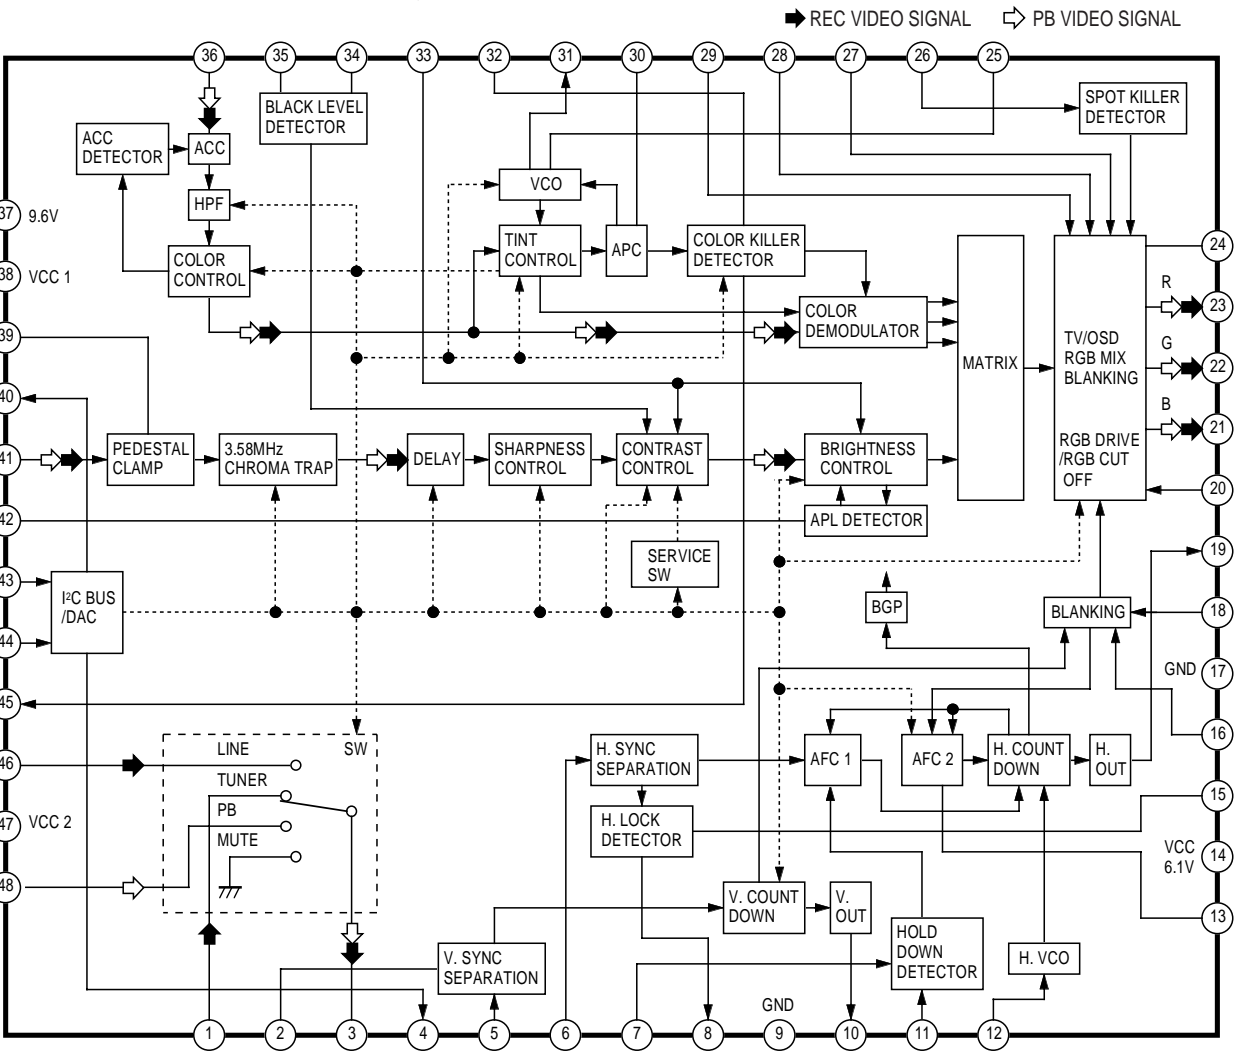 REC VIDEO SIGNAL PB VIDEO SIGNAL
36 35 34 33 32 31 30 29 28 27 26 25
BLACK LEVEL
DETECTOR
SPOT KILLER
DETECTOR
ACC
DETECTOR
ACC
VCO
HPF
37 9.6V
TINT
CONTROL
APC
COLOR KILLER
DETECTOR
24
38 VCC 1
COLOR
CONTROL
R
23
COLOR
DEMODULATOR
39
MATRIX
TV/OSD
RGB MIX
BLANKING
G
22
40
B
21
RGB DRIVE
/RGB CUT
OFF
41
PEDESTAL
CLAMP
3.58MHz
CHROMA TRAP
DELAY
SHARPNESS
CONTROL
CONTRAST
CONTROL
BRIGHTNESS
CONTROL
20
42
APL DETECTOR
19
SERVICE
SW
43
I²C BUS
/DAC
BGP
BLANKING
18
44
GND 17
45
16
LINE
SW
46
TUNER
PB
MUTE
H. SYNC
SEPARATION
AFC 1
AFC 2
H. COUNT
DOWN
H.
OUT
15
47 VCC 2
H. LOCK
DETECTOR
VCC
6.1V
14
48
V. COUNT
DOWN
V.
OUT
13
HOLD
DOWN
DETECTOR
V. SYNC
SEPARATION
H. VCO
GND
1 2 3 4 5 6 7 8 9 10 11 12